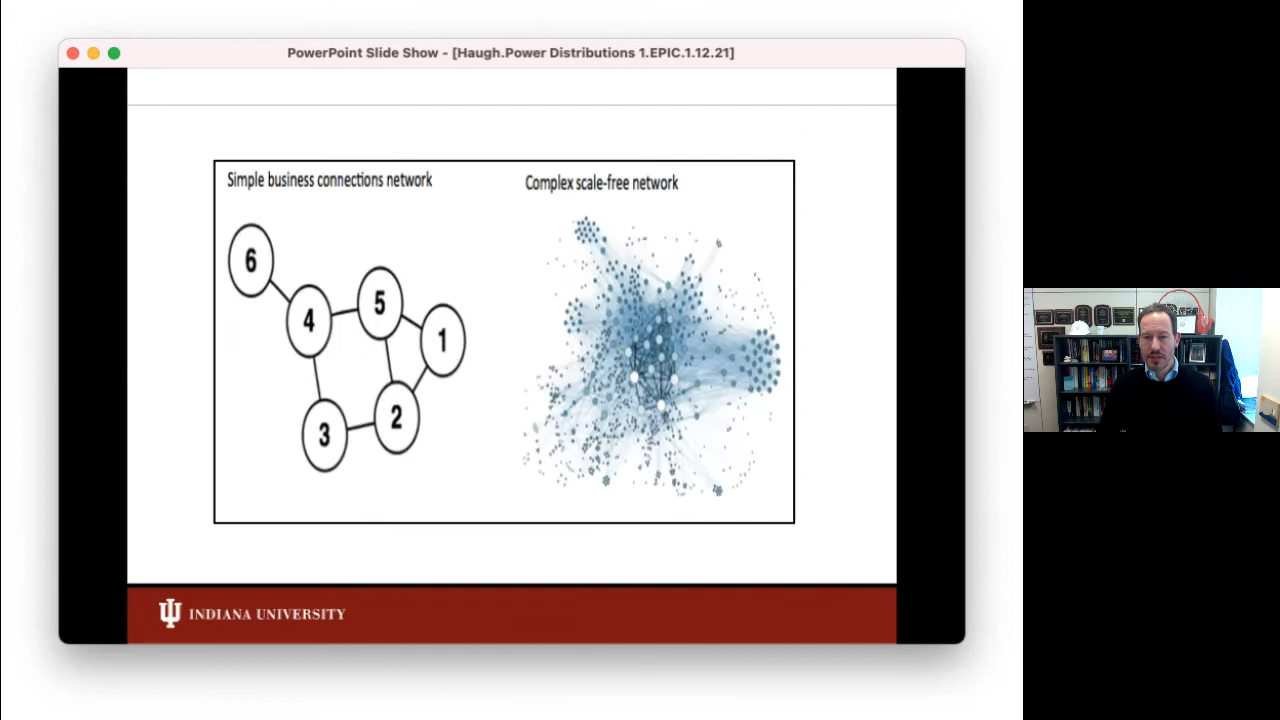 PowerPoint Slide Show - [Haugh.Power Distributions 1.EPIC.1.12.21]
Simple business connections network
Complex scale-free network
6
5
4
1
2
3
INDIANA UNIVERSITY